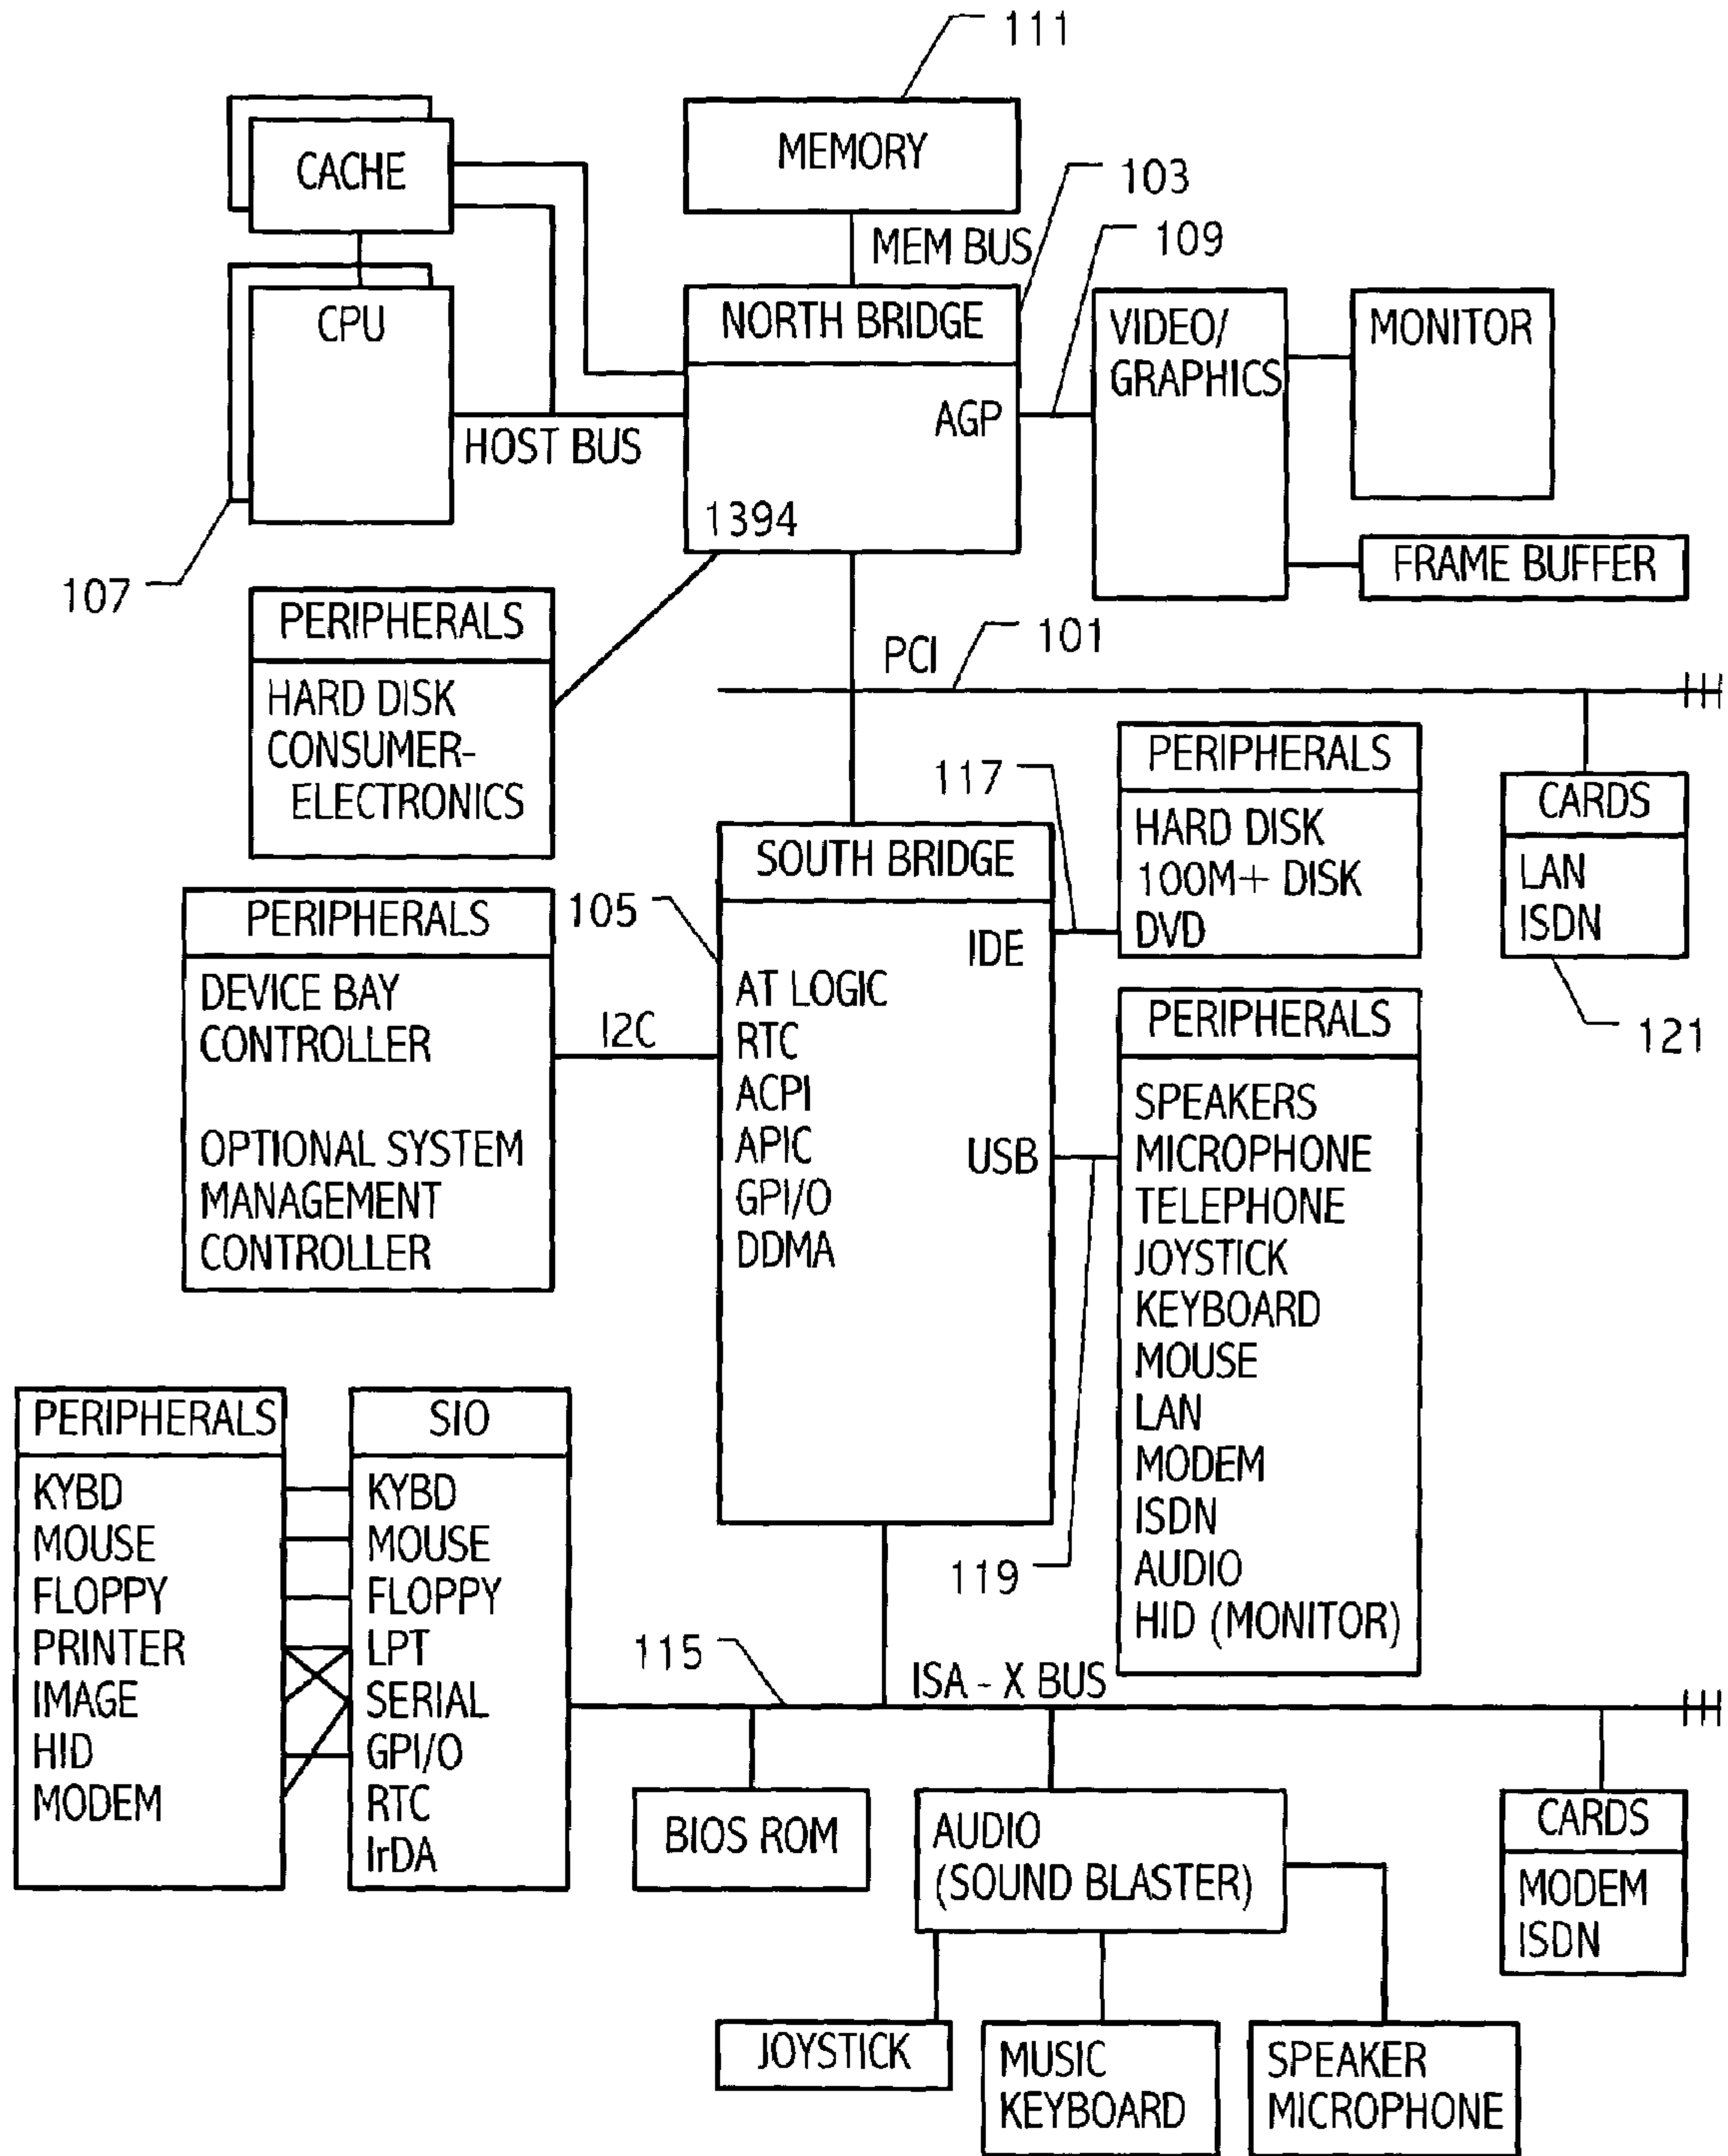 111
CACHE
MEMORY
103
MEM BUS
109
CPU
NORTH BRIDGE
VIDEO/
GRAPHICS
MONITOR
AGP
HOST BUS
1394
FRAME BUFFER
107
PERIPHERALS
HARD DISK
CONSUMER-
ELECTRONICS
PCI
101
117
PERIPHERALS
HARD DISK
100M+ DISK
DVD
CARDS
LAN
ISDN
121
SOUTH BRIDGE
105
IDE
AT LOGIC
RTC
ACPI
APIC
GPI/O
DDMA
USB
PERIPHERALS
DEVICE BAY
CONTROLLER
OPTIONAL SYSTEM
MANAGEMENT
CONTROLLER
I2C
PERIPHERALS
SPEAKERS
MICROPHONE
TELEPHONE
JOYSTICK
KEYBOARD
MOUSE
LAN
MODEM
ISDN
AUDIO
HID (MONITOR)
119
PERIPHERALS
KYBD
MOUSE
FLOPPY
PRINTER
IMAGE
HID
MODEM
SIO
KYBD
MOUSE
FLOPPY
LPT
SERIAL
GPI/O
RTC
IrDA
115
ISA - X BUS
BIOS ROM
AUDIO
(SOUND BLASTER)
CARDS
MODEM
ISDN
JOYSTICK
MUSIC
KEYBOARD
SPEAKER
MICROPHONE